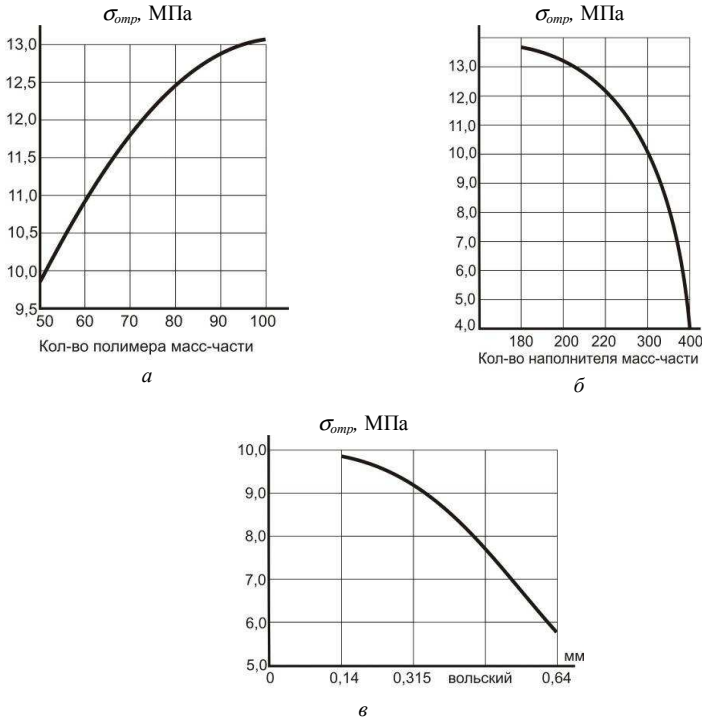 σотр, МПа
13,0
12,5
12,0
11,5
11,0
10,5
10,0
9,5
50 60 70 80 90 100
Кол-во полимера масс-части
а
σотр, МПа
13,0
12,0
11,0
10,0
9,0
8,0
7,0
6,0
5,0
4,0
180 200 220 300 400
Кол-во наполнителя масс-части
б
σотр, МПа
10,0
9,0
8,0
7,0
6,0
5,0
мм
0 0,14 0,315 вольский 0,64
в